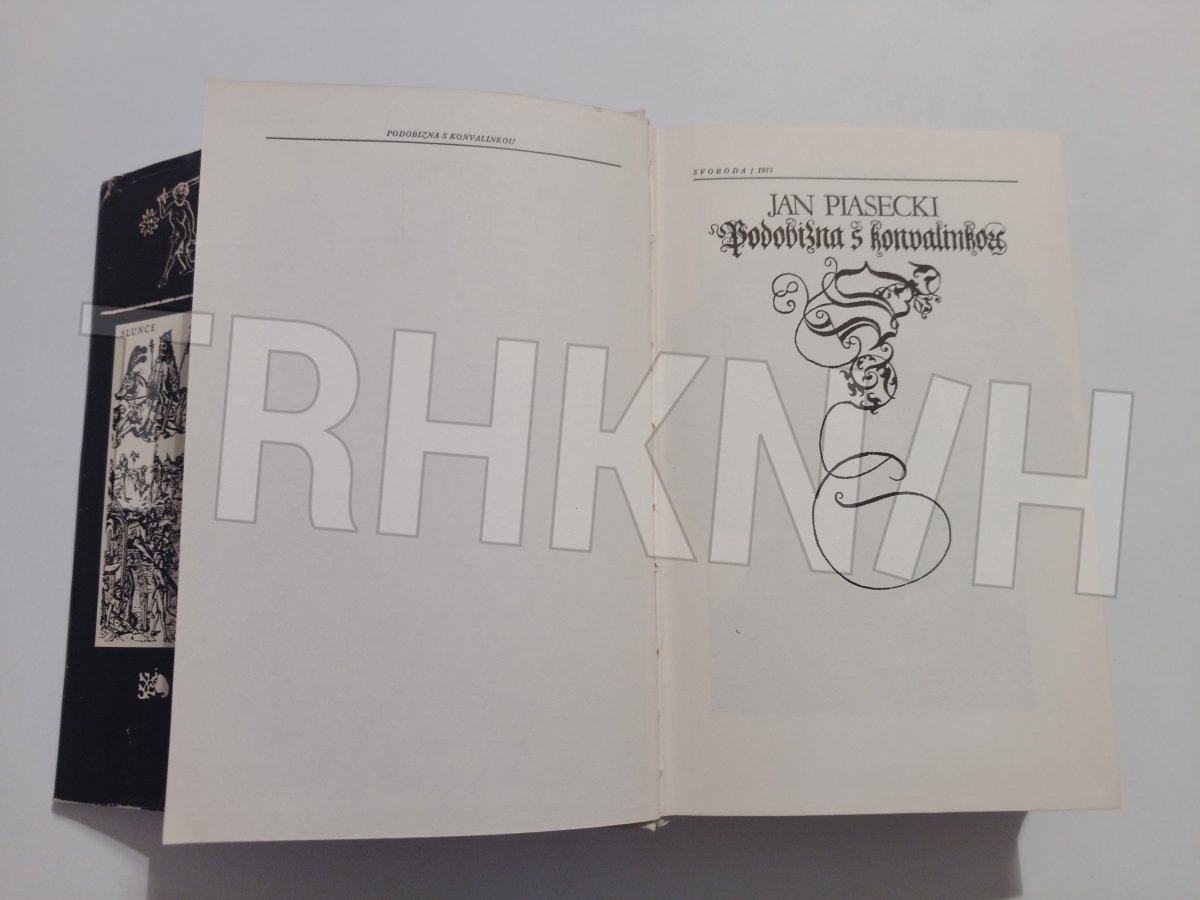 SLUNCE
PODOBIZNA S KONVALINKOU
SVOBODA | 1977
JAN PIASECKI
Podobizna s konvalinkou
TRHKNIH